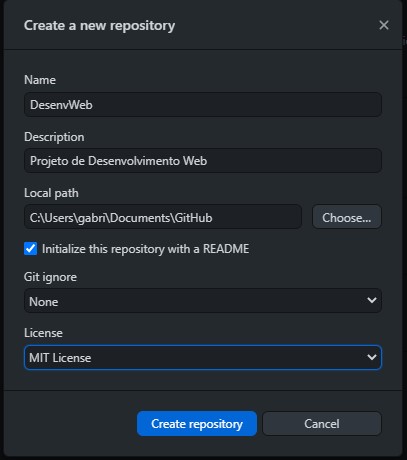 Create a new repository
Name
DesenvWeb
Description
Projeto de Desenvolvimento Web
Local path
C:\Users\gabri\Documents\GitHub
Choose...
Initialize this repository with a README
Git ignore
None
License
MIT License
Create repository
Cancel